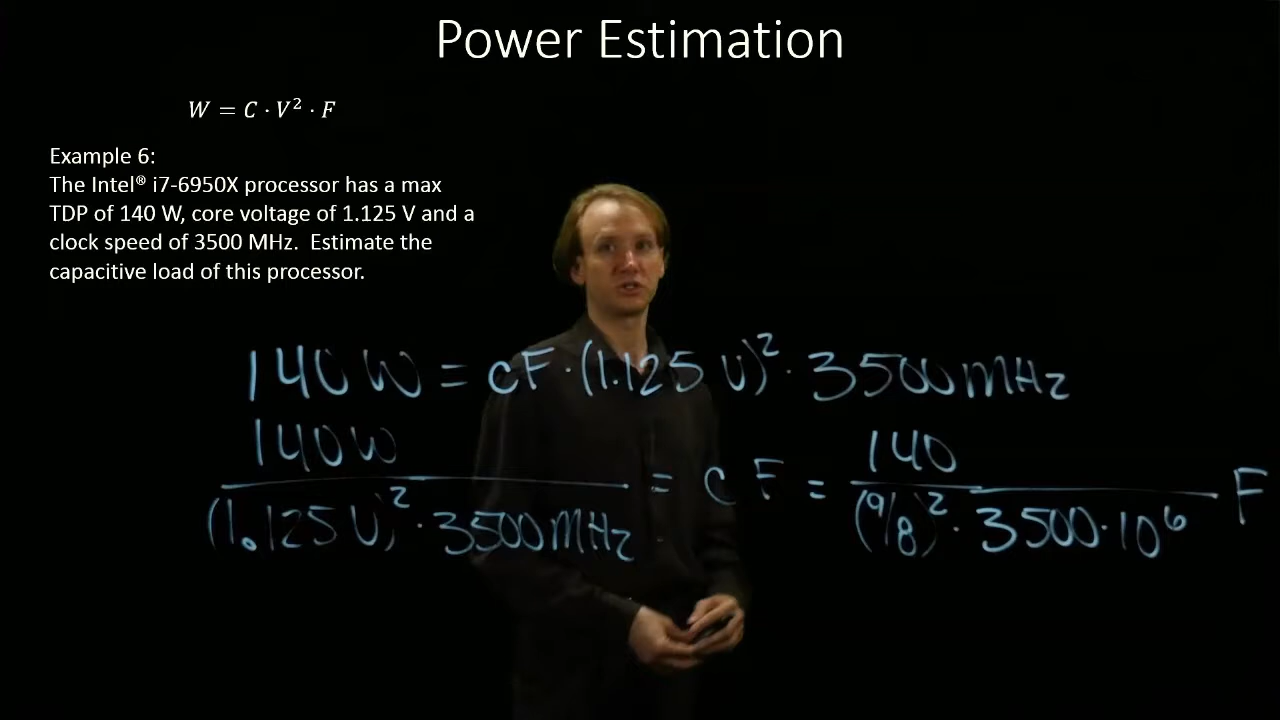 Power Estimation
W = C · V² · F
Example 6:
The Intel® i7-6950X processor has a max
TDP of 140 W, core voltage of 1.125 V and a
clock speed of 3500 MHz. Estimate the
capacitive load of this processor.
140 W = cF · (1.125 V)² · 3500 MHz
140 W / (1.125 V)² · 3500 MHz = c F = 140 / (9/8)² · 3500 · 10⁶ F